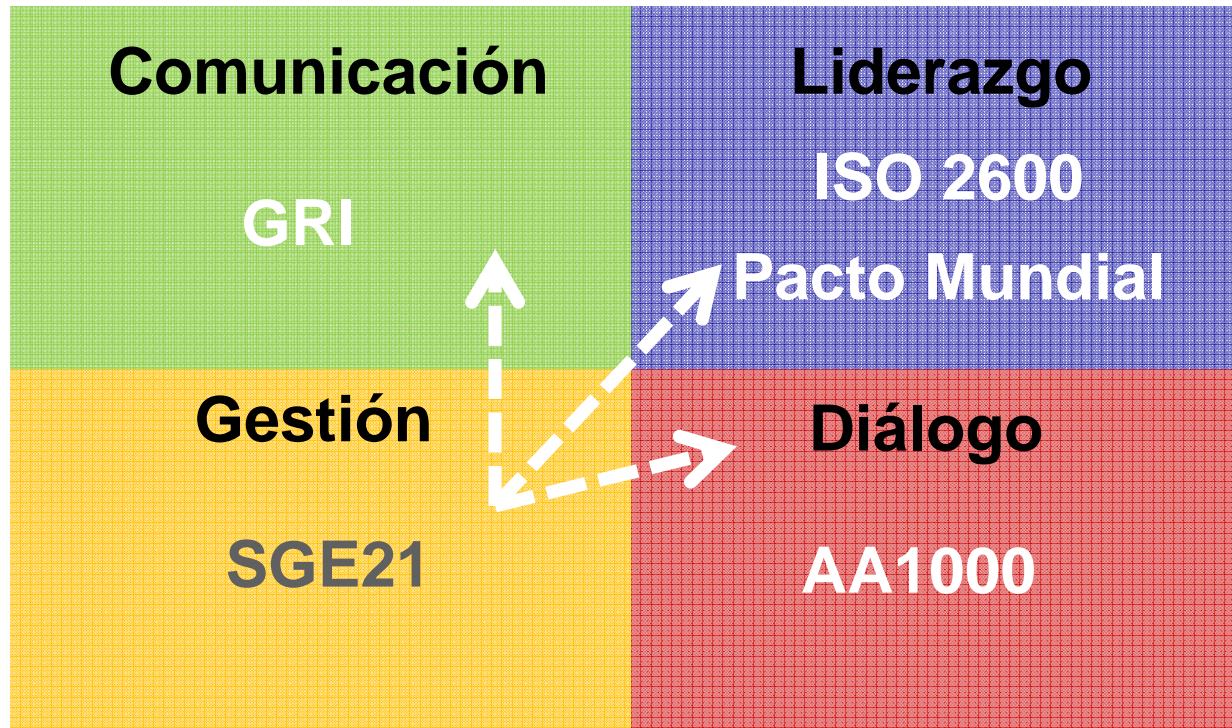 Comunicación
GRI
Liderazgo
ISO 2600
Pacto Mundial
Gestión
SGE21
Diálogo
AA1000